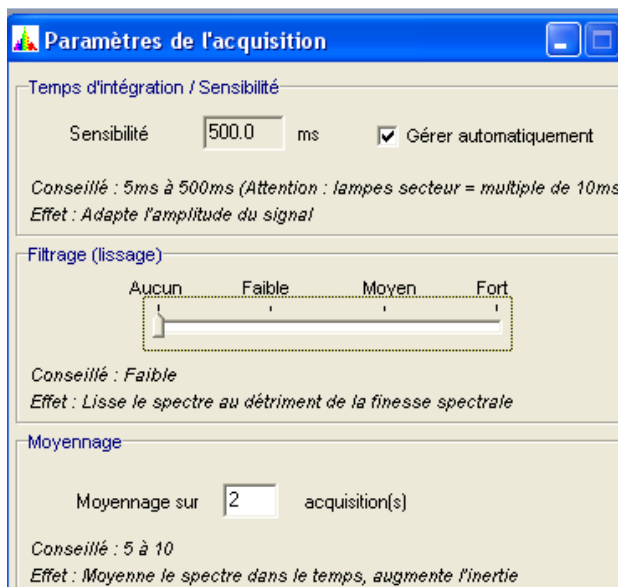 Paramètres de l'acquisition
Temps d'intégration / Sensibilité
Sensibilité 500.0 ms Gérer automatiquement
Conseillé : 5ms à 500ms (Attention : lampes secteur = multiple de 10ms
Effet : Adapte l'amplitude du signal
Filtrage (lissage)
Aucun Faible Moyen Fort
Conseillé : Faible
Effet : Lisse le spectre au détriment de la finesse spectrale
Moyennage
Moyennage sur 2 acquisition(s)
Conseillé : 5 à 10
Effet : Moyenne le spectre dans le temps, augmente l'inertie